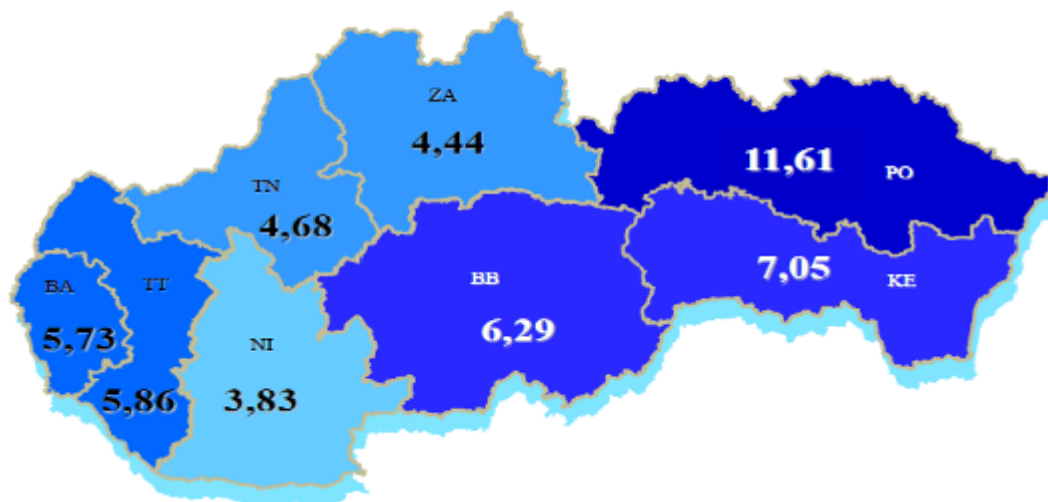 ZA
4,44
11,61
PO
TN
4,68
BA
5,73
TT
5,86
NI
3,83
BB
6,29
7,05
KE